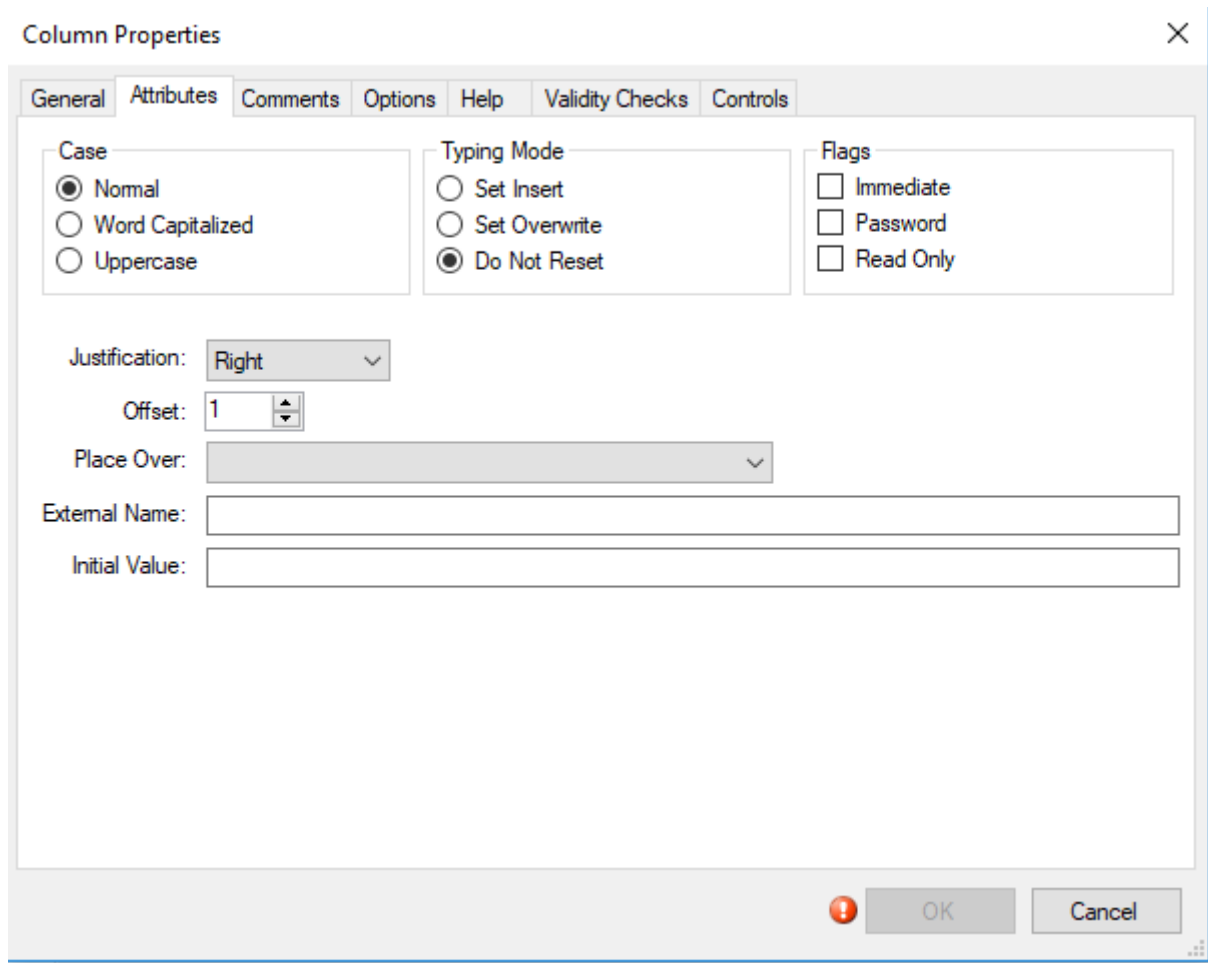 Column Properties
General Attributes Comments Options Help Validity Checks Controls
Case Typing Mode Flags
Normal Set Insert Immediate
Word Capitalized Set Overwrite Password
Uppercase Do Not Reset Read Only
Justification: Right
Offset: 1
Place Over:
External Name:
Initial Value:
OK Cancel